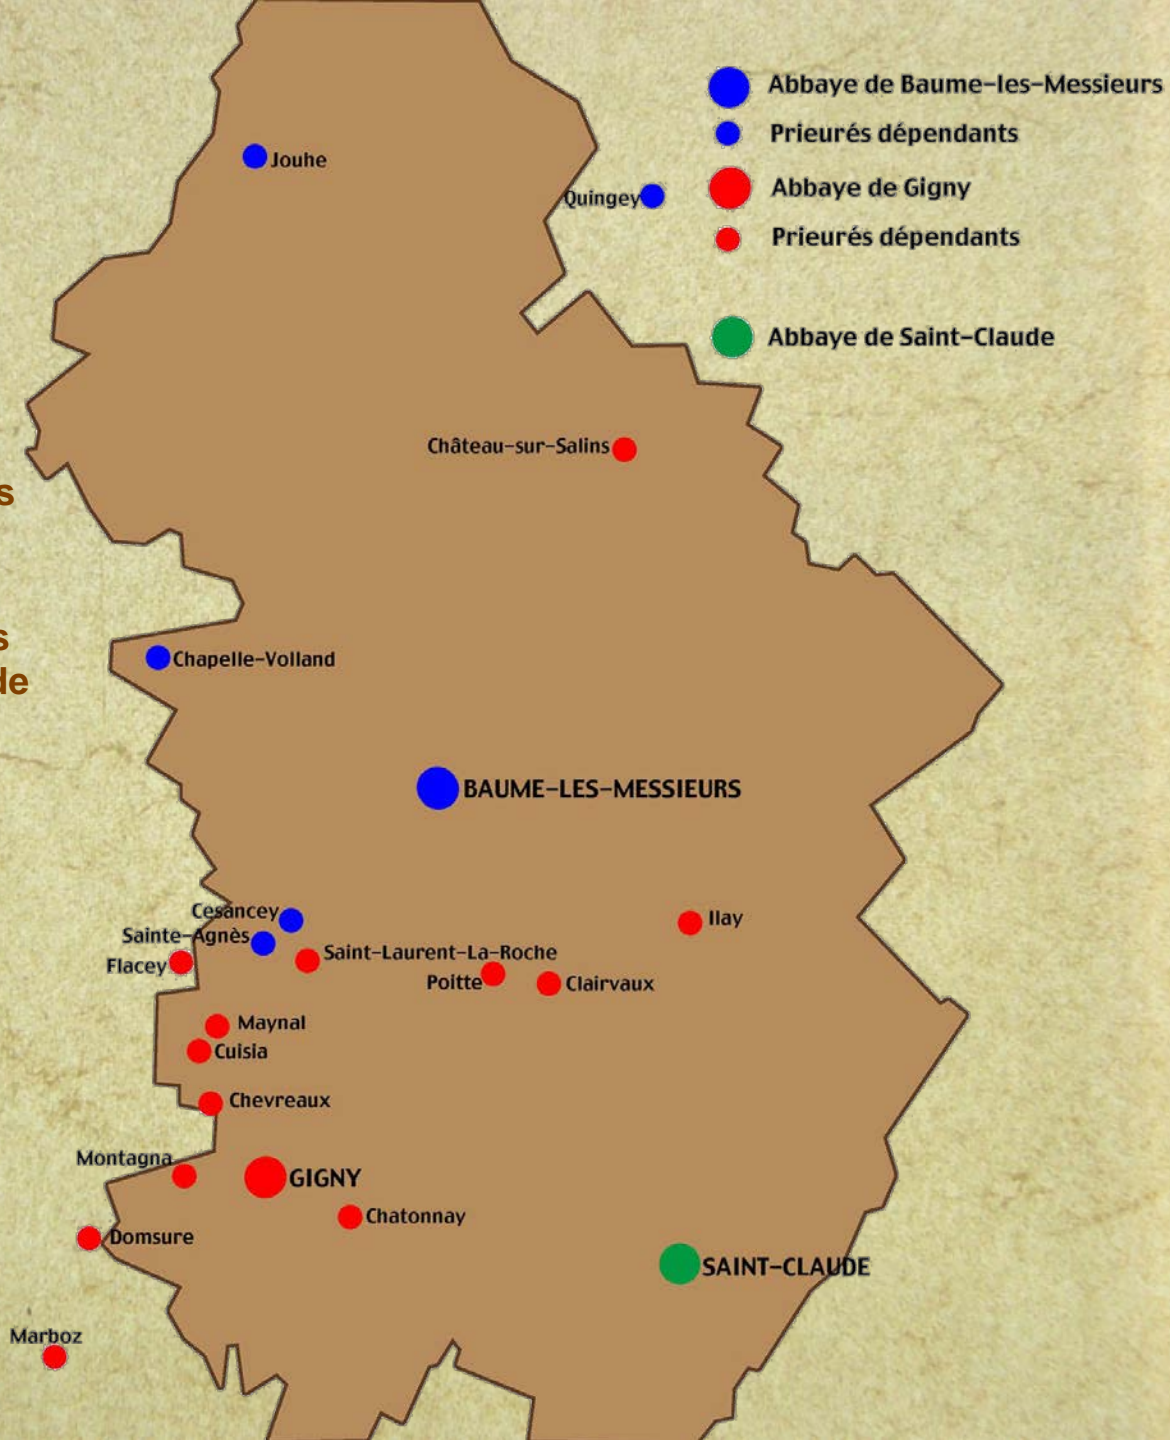 Abbaye de Baume-les-Messieurs
Prieurés dépendants
Abbaye de Gigny
Prieurés dépendants
Abbaye de Saint-Claude
Jouhe
Quingey
Château-sur-Salins
s
s
de
Chapelle-Volland
BAUME-LES-MESSIEURS
Cesancey
Sainte-Agnès
Flacey
Saint-Laurent-La-Roche
Ilay
Poitte
Clairvaux
Maynal
Cuisia
Chevreaux
Montagna
GIGNY
Chatonnay
Domsure
SAINT-CLAUDE
Marboz